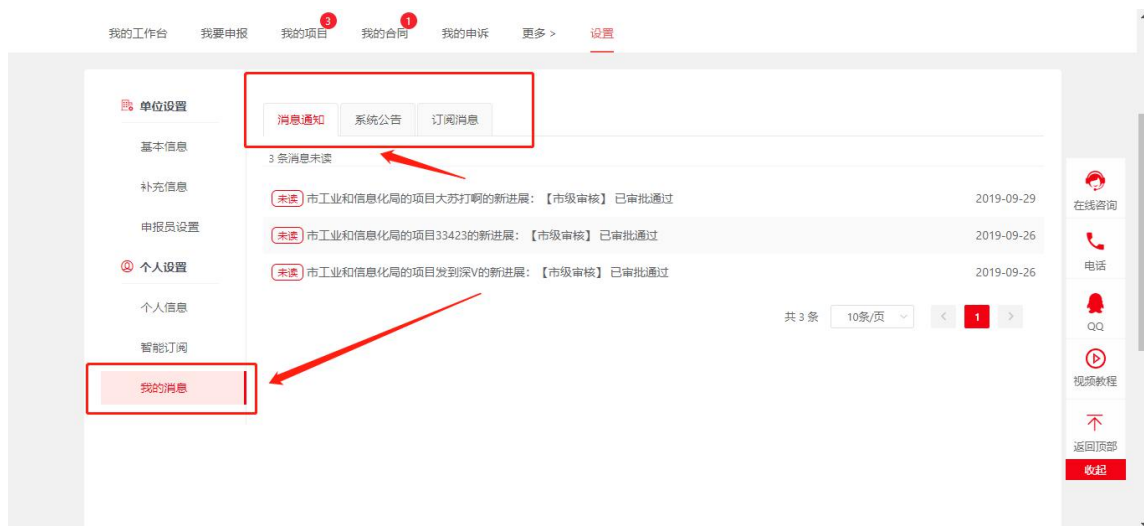 我的工作台 我要申报 我的项目 3 我的合同 1 我的申诉 更多 > 设置
单位设置
基本信息
补充信息
申报员设置
个人设置
个人信息
智能订阅
我的消息
消息通知 系统公告 订阅消息
3 条消息未读
未读 市工业和信息化局的项目大苏打啊的新进展：【市级审核】 已审批通过 2019-09-29
未读 市工业和信息化局的项目33423的新进展：【市级审核】 已审批通过 2019-09-26
未读 市工业和信息化局的项目发到深V的新进展：【市级审核】 已审批通过 2019-09-26
共 3 条 10条/页 < 1 >
在线咨询
电话
QQ
视频教程
返回顶部
收起